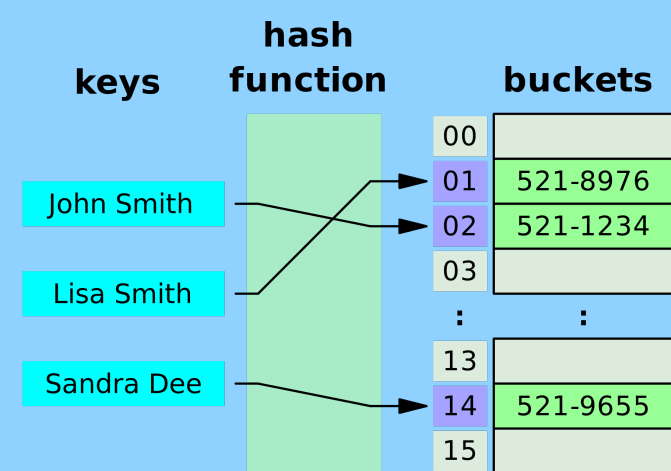 hash
keys function buckets
00
01 521-8976
John Smith 02 521-1234
03
Lisa Smith
: :
13
Sandra Dee 14 521-9655
15